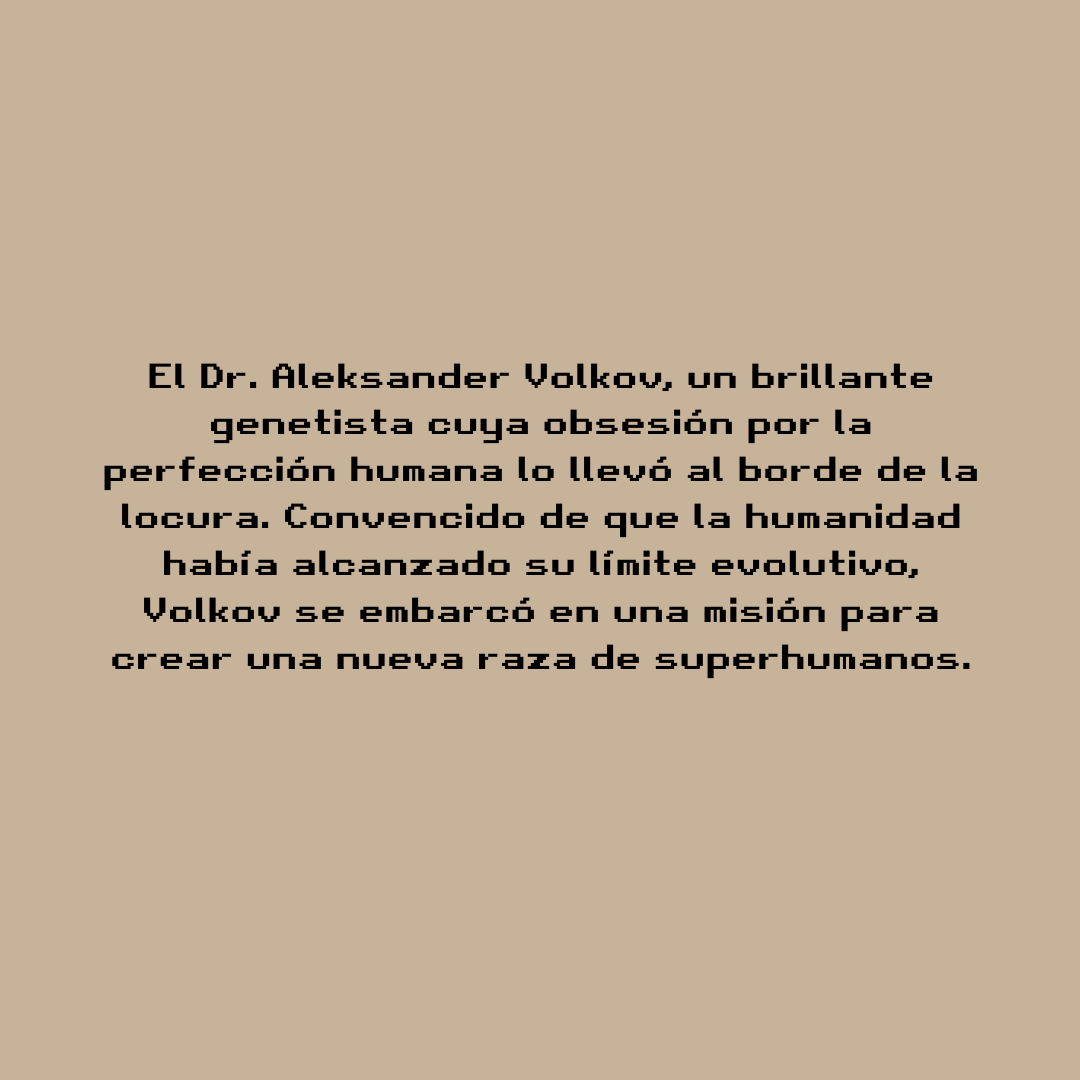 El Dr. Aleksander Volkov, un brillante
genetista cuya obsesión por la
perfección humana lo llevó al borde de la
locura. Convencido de que la humanidad
había alcanzado su límite evolutivo,
Volkov se embarcó en una misión para
crear una nueva raza de superhumanos.